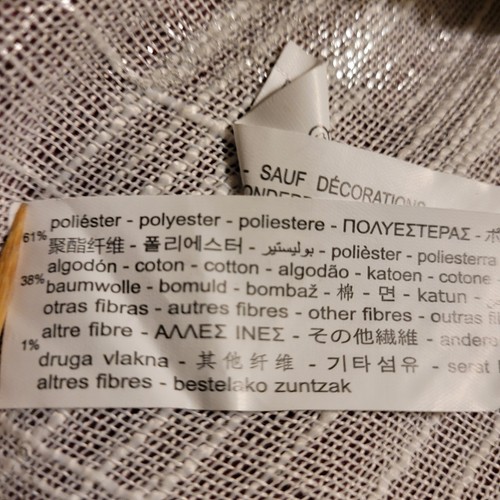 - SAUF DÉCORATIONS
poliéster - polyester - poliestere - ΠΟΛΥΕΣΤΕΡΑΣ - ポ
61%
聚酯纤维 - 폴리에스터 - بوليستير - polièster - poliesterra
algodón - coton - cotton - algodão - katoen - cotone
38%
baumwolle - bomuld - bombaž - 棉 - 면 - katun -
otras fibras - autres fibres - other fibres - outras
altre fibre - ΑΛΛΕΣ ΙΝΕΣ - その他繊維 -
1%
druga vlakna - 其他纤维 - 기타섬유 -
altres fibres - bestelako zuntzak